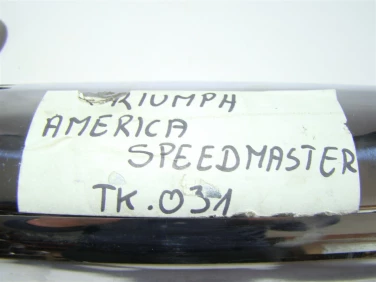 TRIUMPH
AMERICA
SPEEDMASTER
TK.031